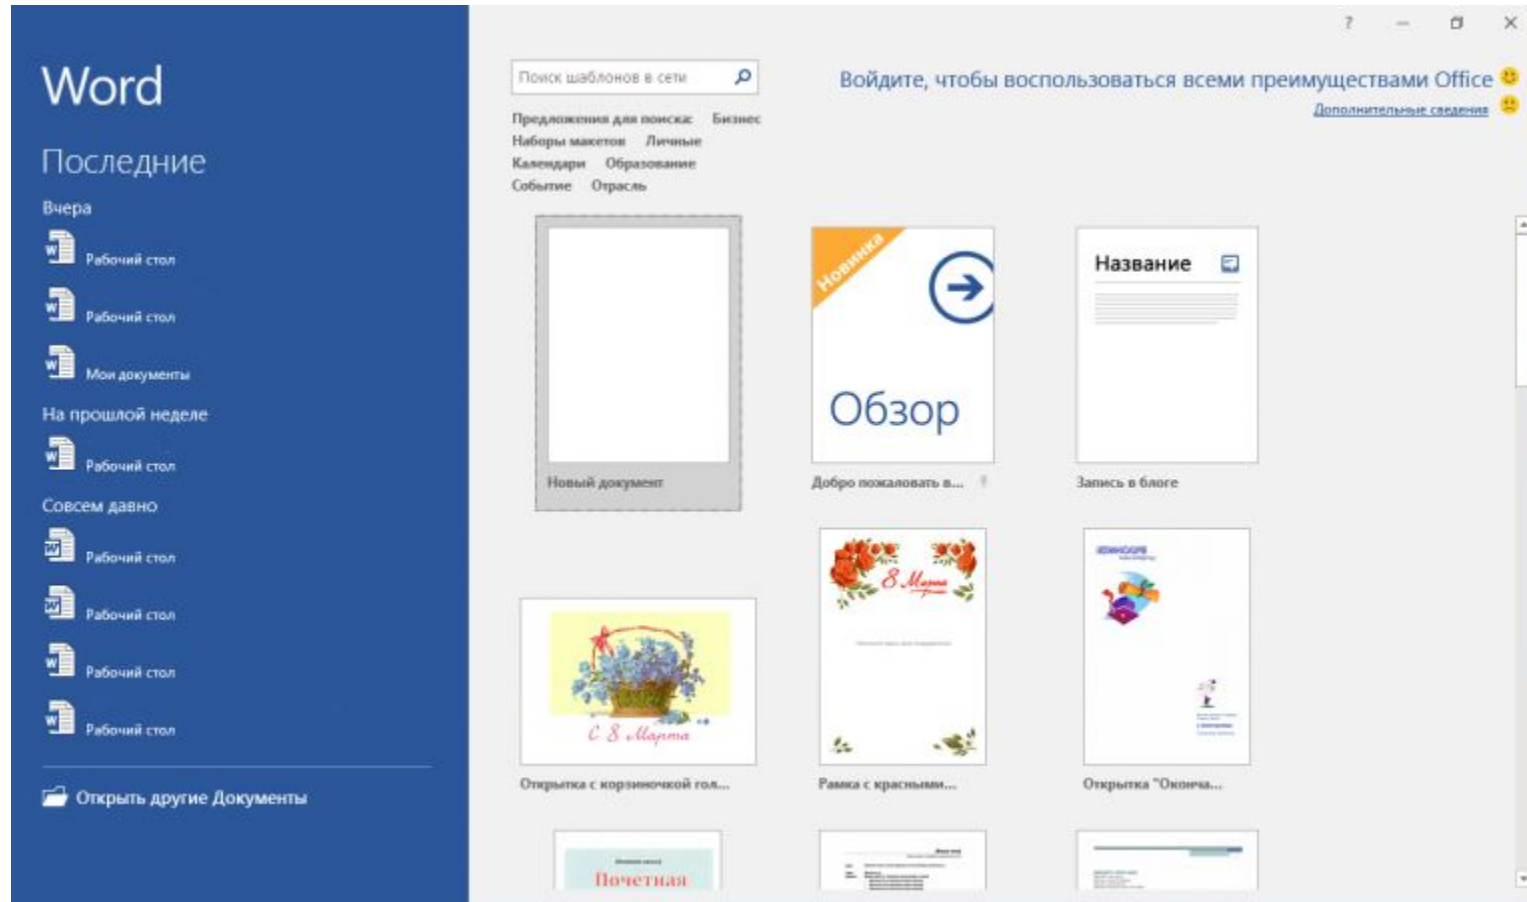 ?
Word
Последние
Вчера
Рабочий стол
Рабочий стол
Мои документы
На прошлой неделе
Рабочий стол
Совсем давно
Рабочий стол
Рабочий стол
Рабочий стол
Рабочий стол
Открыть другие Документы
Поиск шаблонов в сети
Войдите, чтобы воспользоваться всеми преимуществами Office
Дополнительные сведения
Предложения для поиска: Бизнес
Наборы макетов Личные
Календари Образование
Событие Отрасль
Новый документ
Новинка
Обзор
Добро пожаловать в...
Название
Запись в блоге
С 8 Марта
Открытка с корзиночкой гол...
8 Марта
Рамка с красными...
Открытка "Оконча...
Почетная